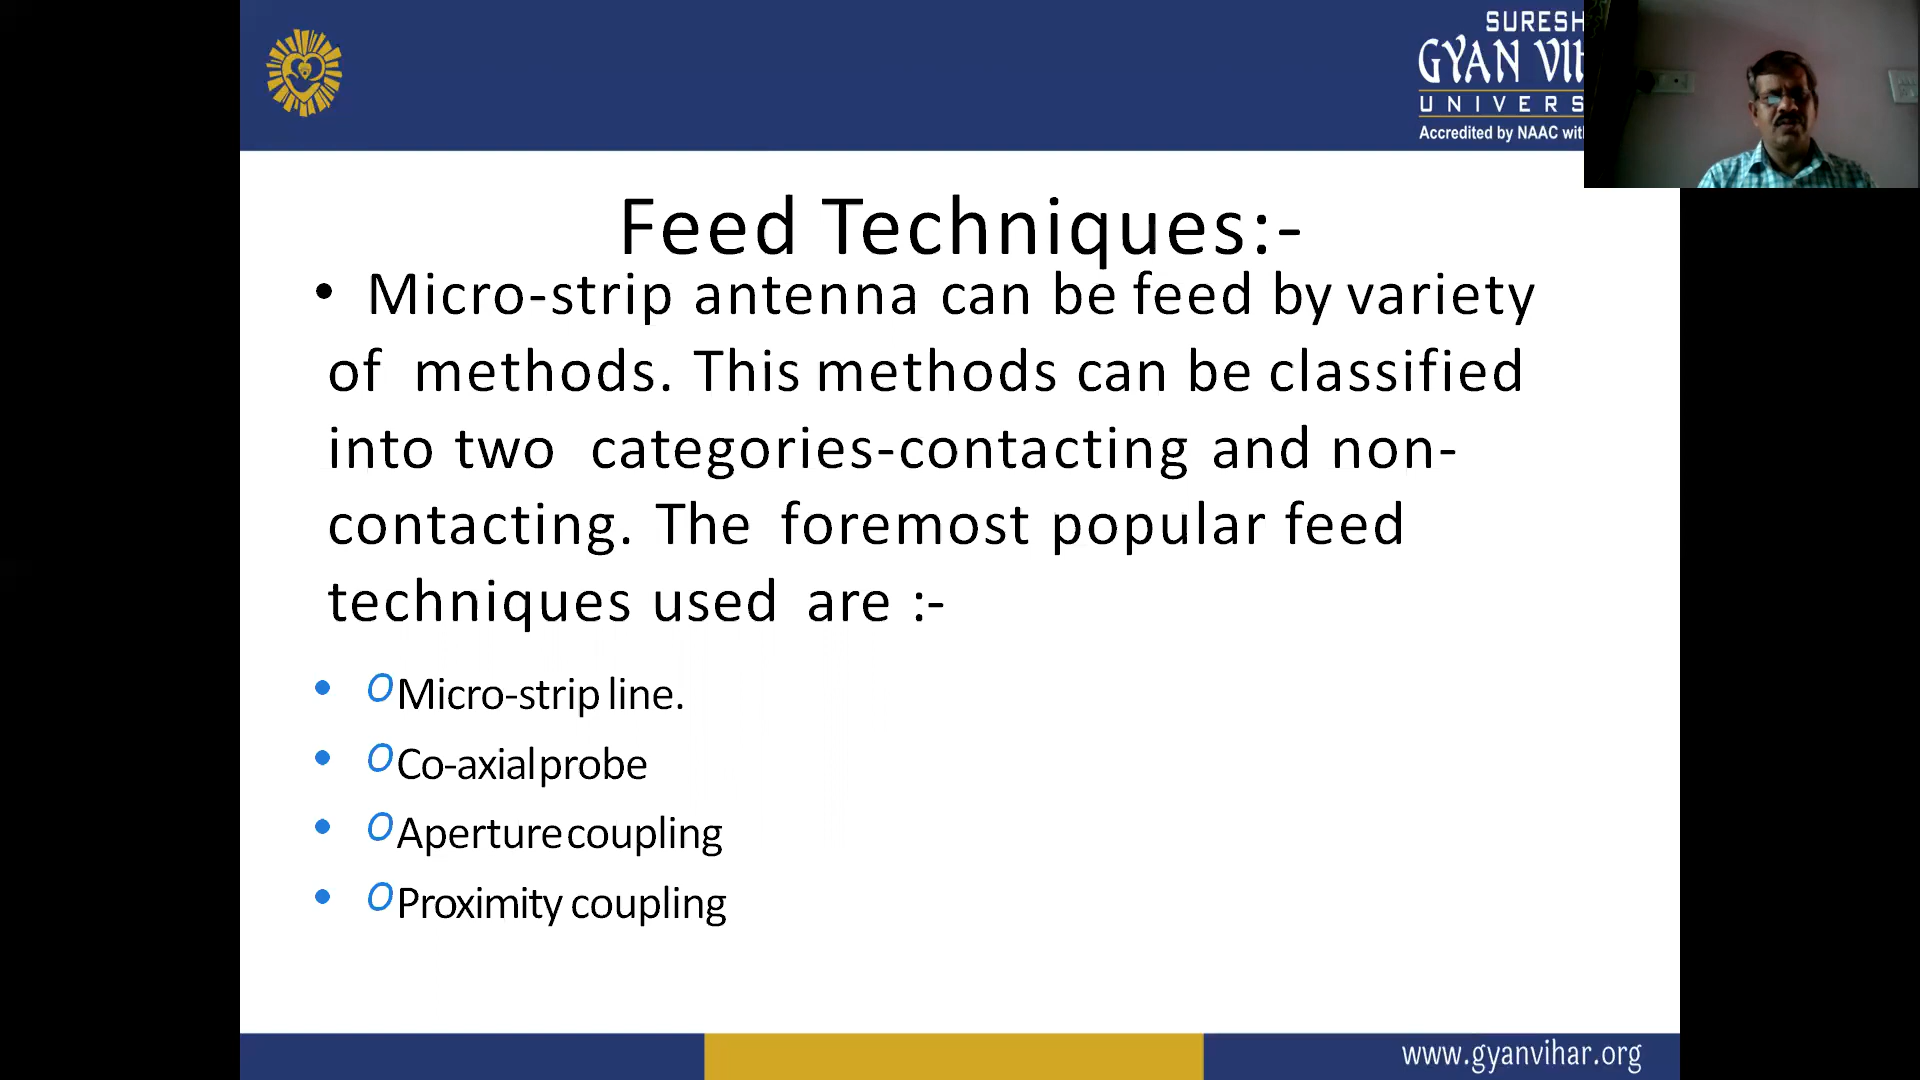 SURESH
GYAN VIH
UNIVERS
Accredited by NAAC wit
Feed Techniques:-
• Micro-strip antenna can be feed by variety
of methods. This methods can be classified
into two categories-contacting and non-
contacting. The foremost popular feed
techniques used are :-
• O Micro-strip line.
• O Co-axial probe
• O Aperture coupling
• O Proximity coupling
www.gyanvihar.org